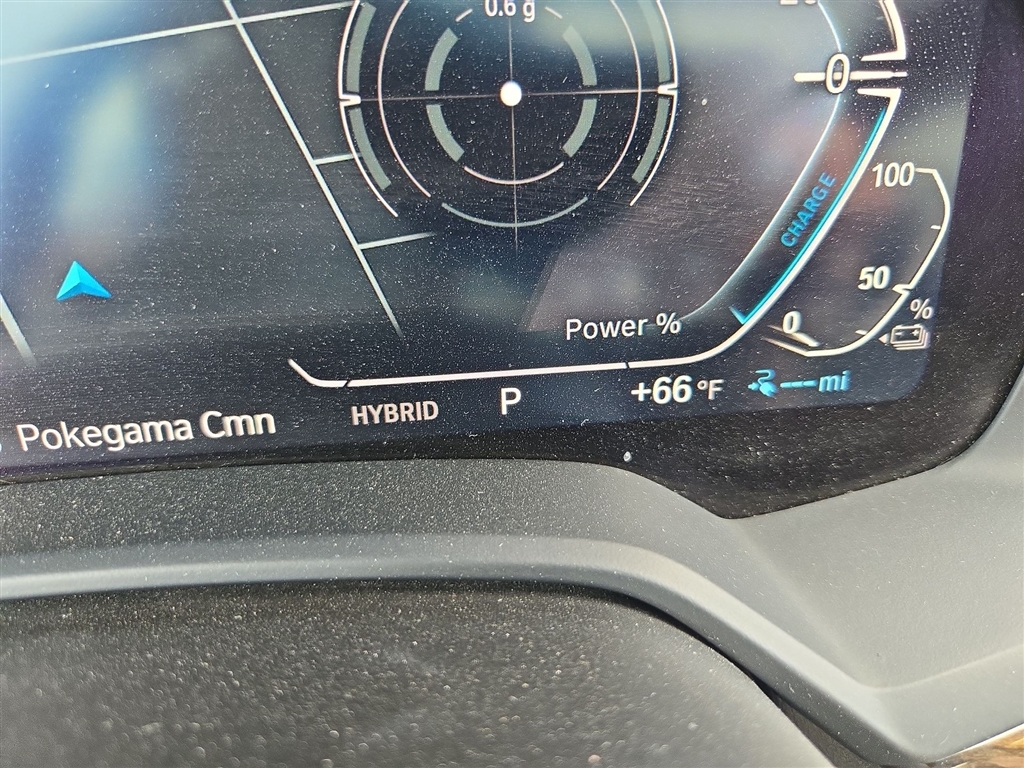 0.6 g
0
CHARGE
100
50
%
0
Power %
HYBRID
P
+66 °F
--- mi
Pokegama Cmn